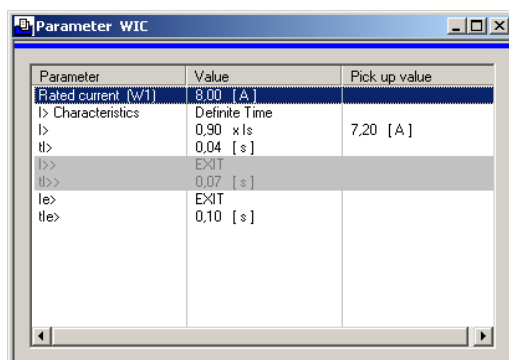 Parameter WIC
Parameter Value Pick up value
Rated current (W1) 8,00 [A]
I> Characteristics Definite Time
I> 0,90 x Is 7,20 [A]
tI> 0,04 [s]
I>> EXIT
tI>> 0,07 [s]
Ie> EXIT
tIe> 0,10 [s]